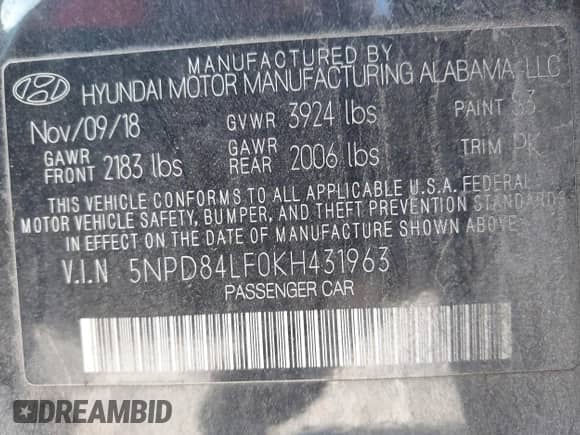 MANUFACTURED BY
HYUNDAI MOTOR MANUFACTURING ALABAMA, LLC
Nov/09/18 GVWR 3924 lbs PAINT S3
GAWR FRONT 2183 lbs GAWR REAR 2006 lbs TRIM PK
THIS VEHICLE CONFORMS TO ALL APPLICABLE U.S.A. FEDERAL
MOTOR VEHICLE SAFETY, BUMPER, AND THEFT PREVENTION STANDARDS
IN EFFECT ON THE DATE OF MANUFACTURE SHOWN ABOVE.
V.I.N 5NPD84LF0KH431963
PASSENGER CAR
DREAMBID